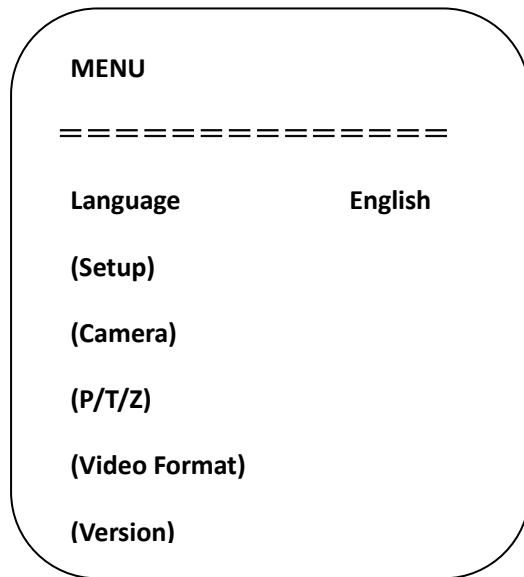 MENU
==============
Language English
(Setup)
(Camera)
(P/T/Z)
(Video Format)
(Version)